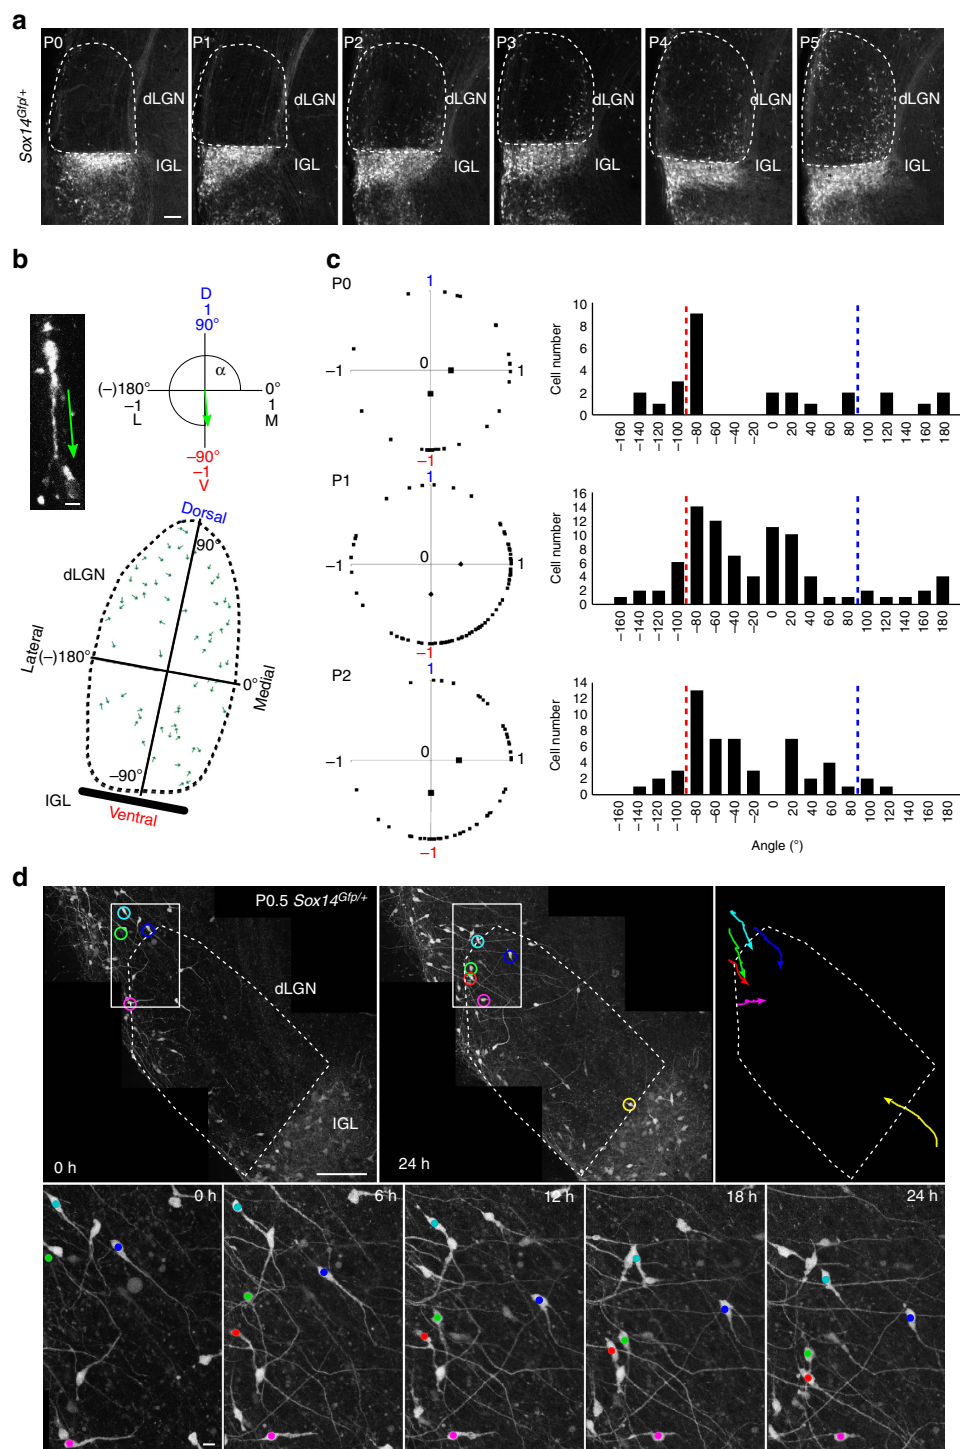 a
Sox14Gfp/+
P0
dLGN
IGL
P1
dLGN
IGL
P2
dLGN
IGL
P3
dLGN
IGL
P4
dLGN
IGL
P5
dLGN
IGL
b
D
1
90°
α
(–)180°
–1
L
0°
1
M
–90°
–1
V
Dorsal
90°
dLGN
Lateral
(–)180°
0°
Medial
–90°
IGL
Ventral
c
P0
1
0
–1
1
–1
Cell number
10
8
6
4
2
0
–160
–140
–120
–100
–80
–60
–40
–20
0
20
40
60
80
100
120
140
160
180
P1
1
0
–1
1
–1
Cell number
16
14
12
10
8
6
4
2
0
–160
–140
–120
–100
–80
–60
–40
–20
0
20
40
60
80
100
120
140
160
180
P2
1
0
–1
1
–1
Cell number
14
12
10
8
6
4
2
0
–160
–140
–120
–100
–80
–60
–40
–20
0
20
40
60
80
100
120
140
160
180
Angle (°)
d
P0.5 Sox14Gfp/+
dLGN
IGL
0 h
24 h
0 h
6 h
12 h
18 h
24 h